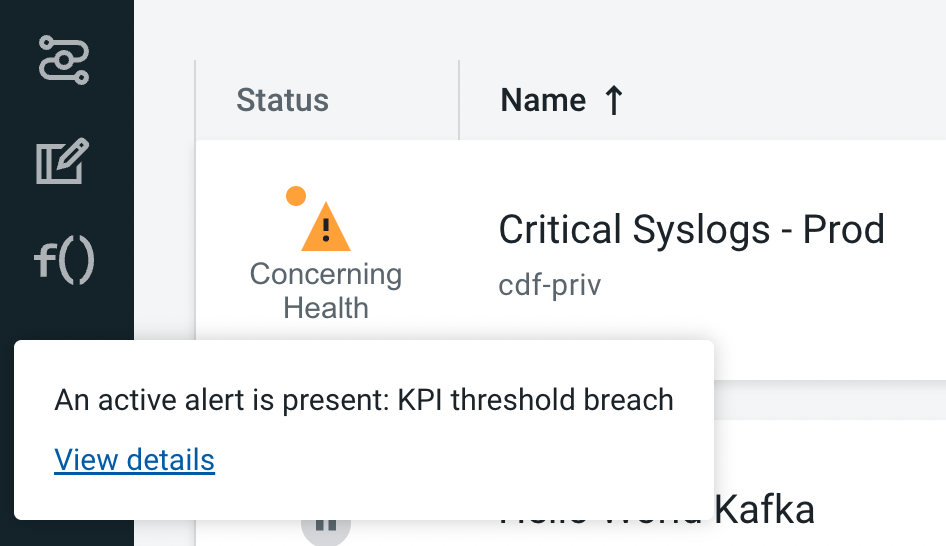 Status
Name ↑
Critical Syslogs - Prod
cdf-priv
Concerning
Health
f()
An active alert is present: KPI threshold breach
View details
Kafka